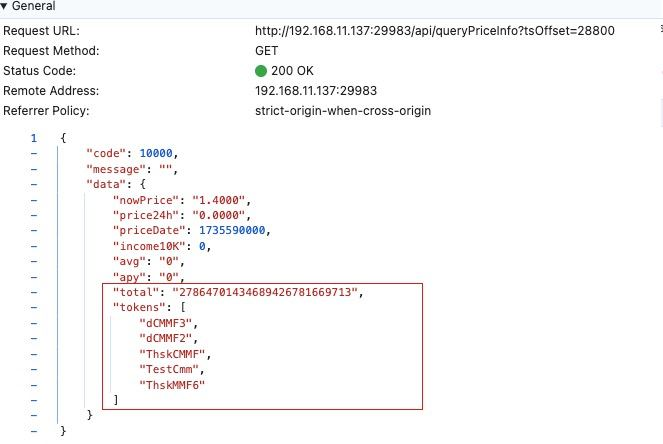 ▼ General
Request URL: http://192.168.11.137:29983/api/queryPriceInfo?tsOffset=28800
Request Method: GET
Status Code: 200 OK
Remote Address: 192.168.11.137:29983
Referrer Policy: strict-origin-when-cross-origin
1 {
– "code": 10000,
– "message": "",
– "data": {
– "nowPrice": "1.4000",
– "price24h": "0.0000",
– "priceDate": 1735590000,
– "income10K": 0,
– "avg": "0",
– "apy": "0",
– "total": "27864701434689426781669713",
– "tokens": [
– "dCMMF3",
– "dCMMF2",
– "ThskCMMF",
– "TestCmm",
– "ThskMMF6"
– ]
– }
– }